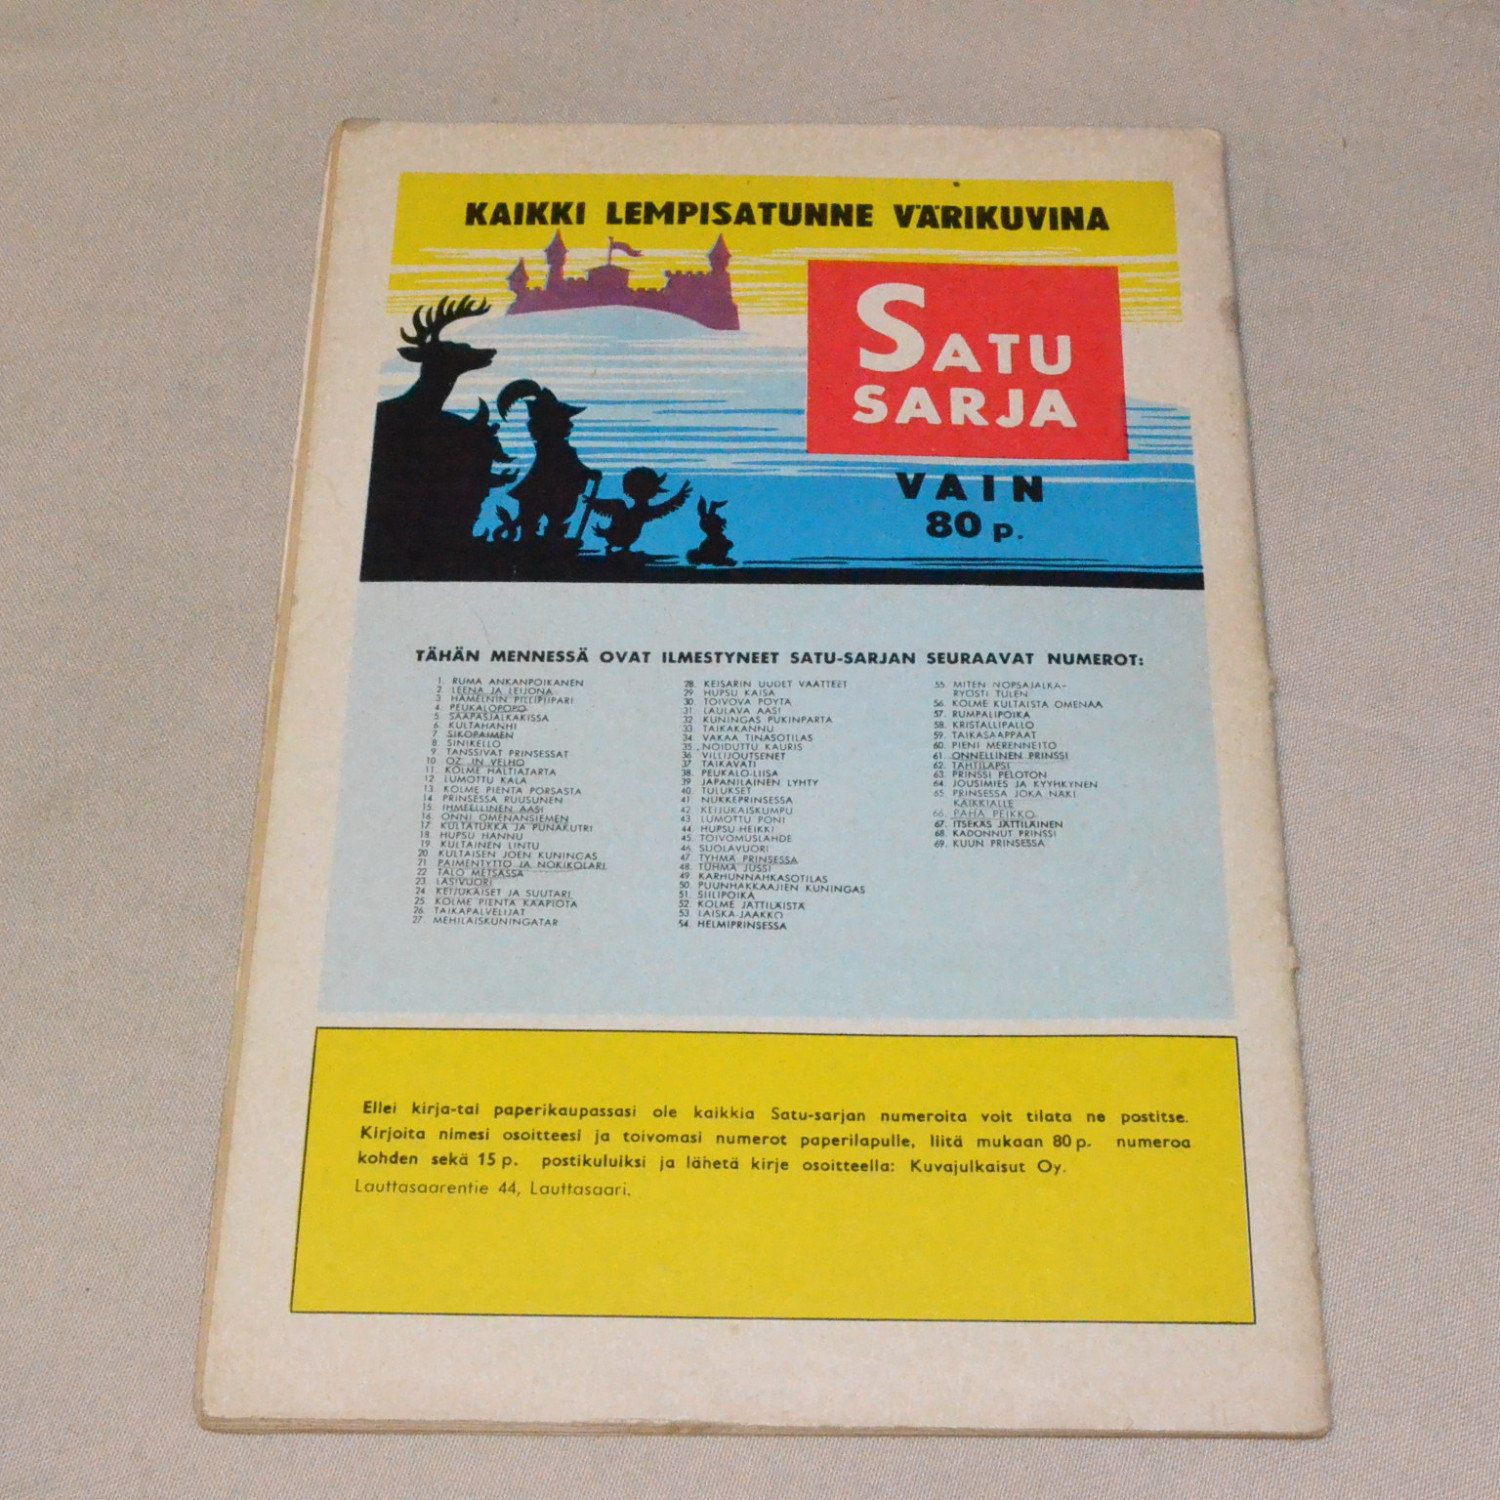 KAIKKI LEMPISATUNNE VÄRIKUVINA
SATU
SARJA
VAIN
80 p.
TÄHÄN MENNESSÄ OVAT ILMESTYNEET SATU-SARJAN SEURAAVAT NUMEROT:
1. RUMA ANKANPOIKANEN
2. LEENA JA LEIJONA
3. HAMELNIN PILLIPIIPARI
4. PEUKALOPOPO
5. SAAPASJALKAKISSA
6. KULTAHANHI
7. SIKOPAIMEN
8. SINIKELLO
9. TANSSIVAT PRINSESSAT
10. OZ IN VELHO
11. KOLME HALTIATARTA
12. LUMOTTU KALA
13. KOLME PIENTÄ PORSASTA
14. PRINSESSA RUUSUNEN
15. IHMEELLINEN AASI
16. ONNI OMENANSIEMEN
17. KULTATUKKA JA PUNAKUTRI
18. HUPSU HANNU
19. KULTAINEN LINTU
20. KULTAISEN JOEN KUNINGAS
21. PAIMENTYTTÖ JA NOKIKOLARI
22. TALO METSÄSSÄ
23. LASIVUORI
24. KEIJUKAISET JA SUUTARI
25. KOLME PIENTÄ KÄÄPIÖTÄ
26. TAIKAPALVELIJAT
27. MEHILÄISKUNINGATAR
28. KEISARIN UUDET VAATTEET
29. HUPSU KAISA
30. TOIVOVA PÖYTÄ
31. LAULAVA AASI
32. KUNINGAS PUKINPARTA
33. TAIKAKANNU
34. VAKAA TINASOTILAS
35. NOIDUTTU KAURIS
36. VILLIJOUTSENET
37. TAIKAVATI
38. PEUKALO-LIISA
39. JAPANILAINEN LYHTY
40. TULUKSET
41. NUKKEPRINSESSA
42. KEIJUKAISKUMPU
43. LUMOTTU PONI
44. HUPSU-HEIKKI
45. TOIVOMUSLÄHDE
46. SUOLAVUORI
47. TYHMÄ PRINSESSA
48. TUHMA JUSSI
49. KARHUNNAHKASOTILAS
50. PUUNHAKKAAJIEN KUNINGAS
51. SIILIPOIKA
52. KOLME JÄTTILÄISTÄ
53. LAISKA-JAAKKO
54. HELMIPRINSESSA
55. MITEN NOPSAJALKA-
RYÖSTI TULEN
56. KOLME KULTAISTA OMENAA
57. RUMPALIPOIKA
58. KRISTALLIPALLO
59. TAIKASAAPPAAT
60. PIENI MERENNEITO
61. ONNELLINEN PRINSSI
62. TÄHTILAPSI
63. PRINSSI PELOTON
64. JOUSIMIES JA KYYHKYNEN
65. PRINSESSA JOKA NÄKI
KAIKKIALLE
66. PAHA PEIKKO
67. ITSEKÄS JÄTTILÄINEN
68. KADONNUT PRINSSI
69. KUUN PRINSESSA
Ellei kirja-tai paperikaupassasi ole kaikkia Satu-sarjan numeroita voit tilata ne postitse.
Kirjoita nimesi osoitteesi ja toivomasi numerot paperilapulle, liitä mukaan 80 p. numeroa
kohden sekä 15 p. postikuluiksi ja lähetä kirje osoitteella: Kuvajulkaisut Oy.
Lauttasaarentie 44, Lauttasaari.